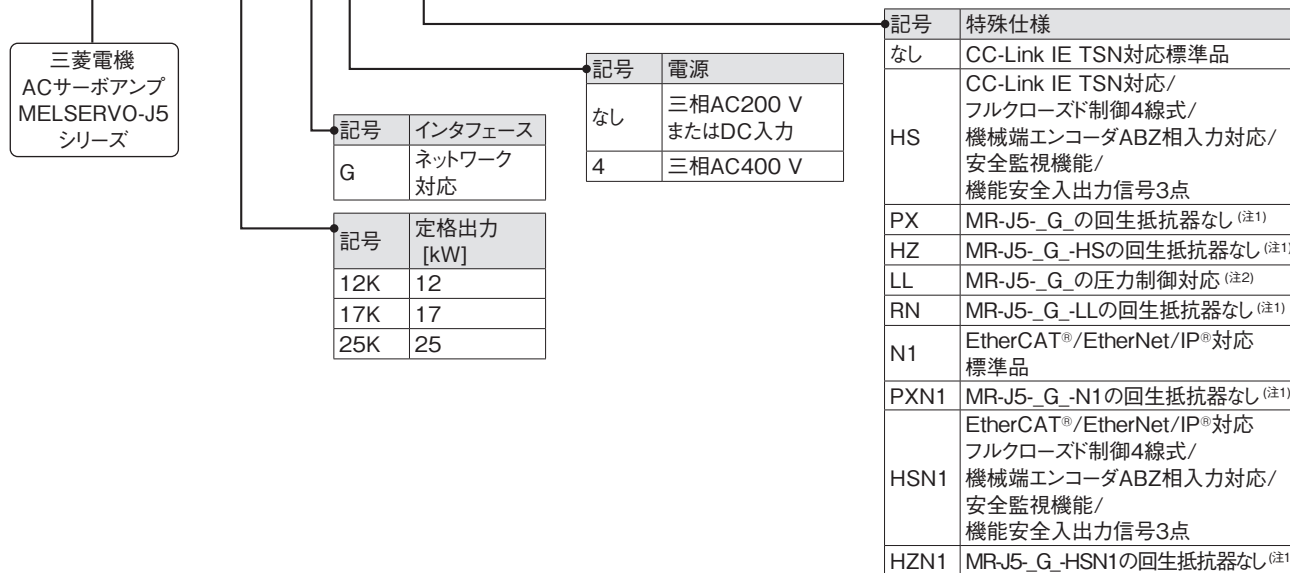 三菱電機
ACサーボアンプ
MELSERVO-J5
シリーズ
記号 インタフェース
G ネットワーク
対応
記号 定格出力
[kW]
12K 12
17K 17
25K 25
記号 電源
なし 三相AC200 V
またはDC入力
4 三相AC400 V
記号 特殊仕様
なし CC-Link IE TSN対応標準品
CC-Link IE TSN対応/
フルクローズド制御4線式/
HS 機械端エンコーダABZ相入力対応/
安全監視機能/
機能安全入出力信号3点
PX MR-J5-_G_の回生抵抗器なし(注1)
HZ MR-J5-_G_-HSの回生抵抗器なし(注1)
LL MR-J5-_G_の圧力制御対応(注2)
RN MR-J5-_G_-LLの回生抵抗器なし(注1)
N1 EtherCAT®/EtherNet/IP®対応
標準品
PXN1 MR-J5-_G_-N1の回生抵抗器なし(注1)
EtherCAT®/EtherNet/IP®対応
フルクローズド制御4線式/
HSN1 機械端エンコーダABZ相入力対応/
安全監視機能/
機能安全入出力信号3点
HZN1 MR-J5-_G_-HSN1の回生抵抗器なし(注1